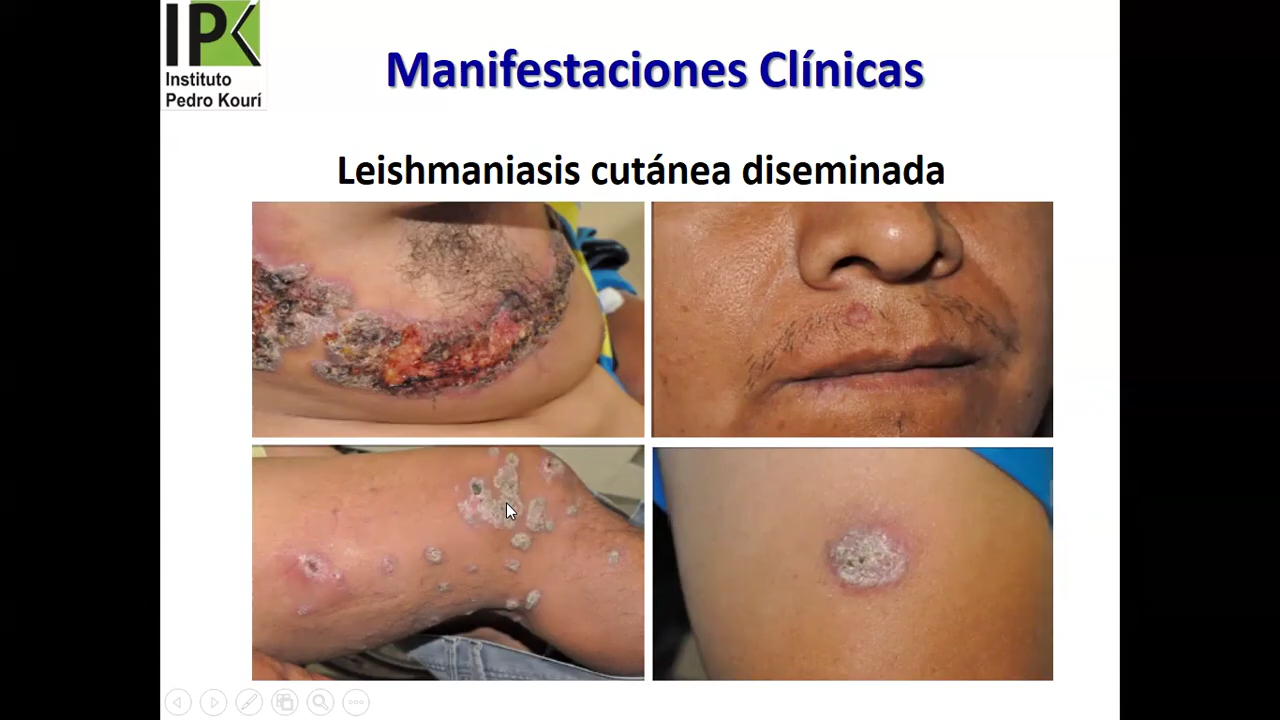 IPK
Instituto
Pedro Kourí
Manifestaciones Clínicas
Leishmaniasis cutánea diseminada